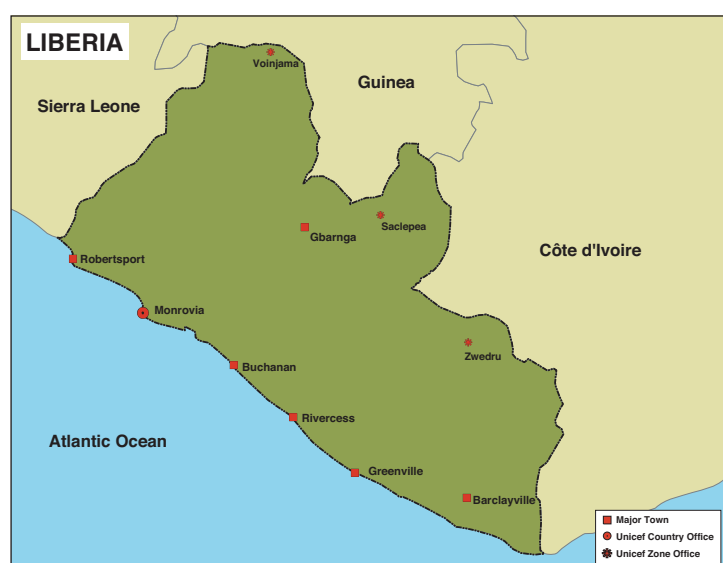 LIBERIA
Voinjama
Guinea
Sierra Leone
Saclepea
Gbarnga
Côte d'Ivoire
Robertsport
Monrovia
Zwedru
Buchanan
Rivercess
Atlantic Ocean
Greenville
Barclayville
Major Town
Unicef Country Office
Unicef Zone Office